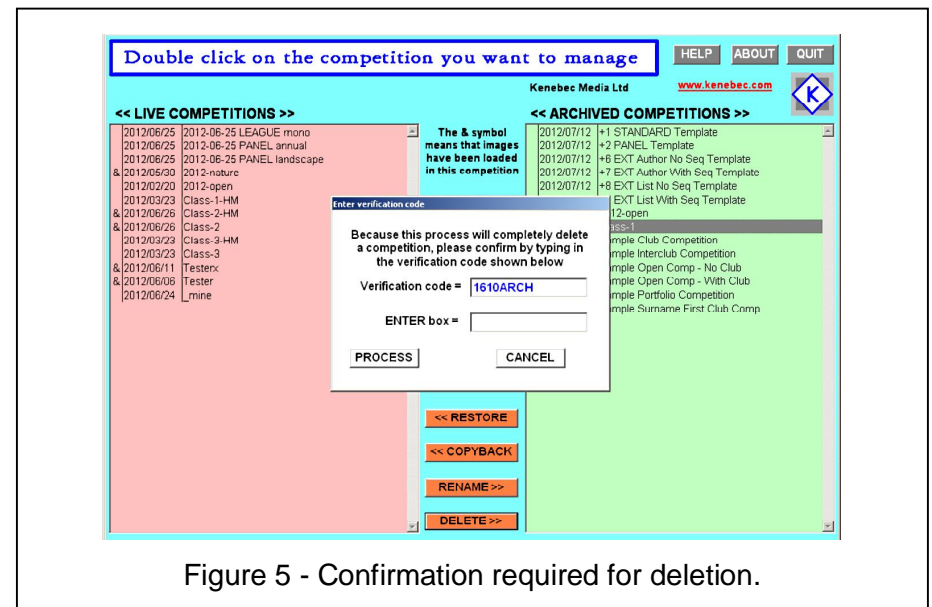 Double click on the competition you want to manage
HELP
ABOUT
QUIT
Kenebec Media Ltd
www.kenebec.com
K
<< LIVE COMPETITIONS >>
<< ARCHIVED COMPETITIONS >>
2012/06/25 2012-06-25 LEAGUE mono
2012/06/25 2012-06-25 PANEL annual
2012/06/25 2012-06-25 PANEL landscape
& 2012/05/30 2012-nature
2012/02/20 2012-open
2012/03/23 Class-1-HM
& 2012/06/26 Class-2-HM
& 2012/06/26 Class-2
2012/03/23 Class-3-HM
2012/03/23 Class-3
& 2012/06/11 Testerx
& 2012/06/06 Tester
2012/06/24 _mine
The & symbol
means that images
have been loaded
in this competition
2012/07/12 +1 STANDARD Template
2012/07/12 +2 PANEL Template
2012/07/12 +6 EXT Author No Seq Template
2012/07/12 +7 EXT Author With Seq Template
2012/07/12 +8 EXT List No Seq Template
EXT List With Seq Template
12-open
ass-1
mple Club Competition
mple Interclub Competition
mple Open Comp - No Club
mple Open Comp - With Club
mple Portfolio Competition
mple Surname First Club Comp
Enter verification code
Because this process will completely delete
a competition, please confirm by typing in
the verification code shown below
Verification code = 1610ARCH
ENTER box =
PROCESS
CANCEL
<< RESTORE
<< COPYBACK
RENAME >>
DELETE >>
Figure 5 - Confirmation required for deletion.